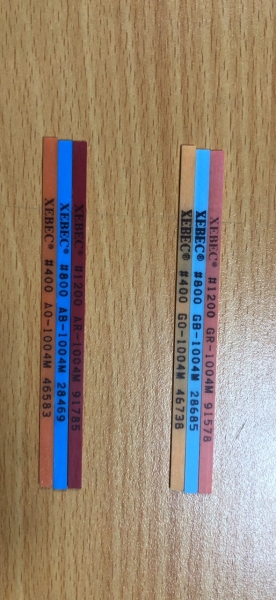 XEBEC® #400 AO-1004M 46583
XEBEC® #800 AB-1004M 28469
XEBEC® #1200 AR-1004M 91785
XEBEC® #400 GO-1004M 46738
XEBEC® #800 GB-1004M 28685
XEBEC® #1200 GR-1004M 91578